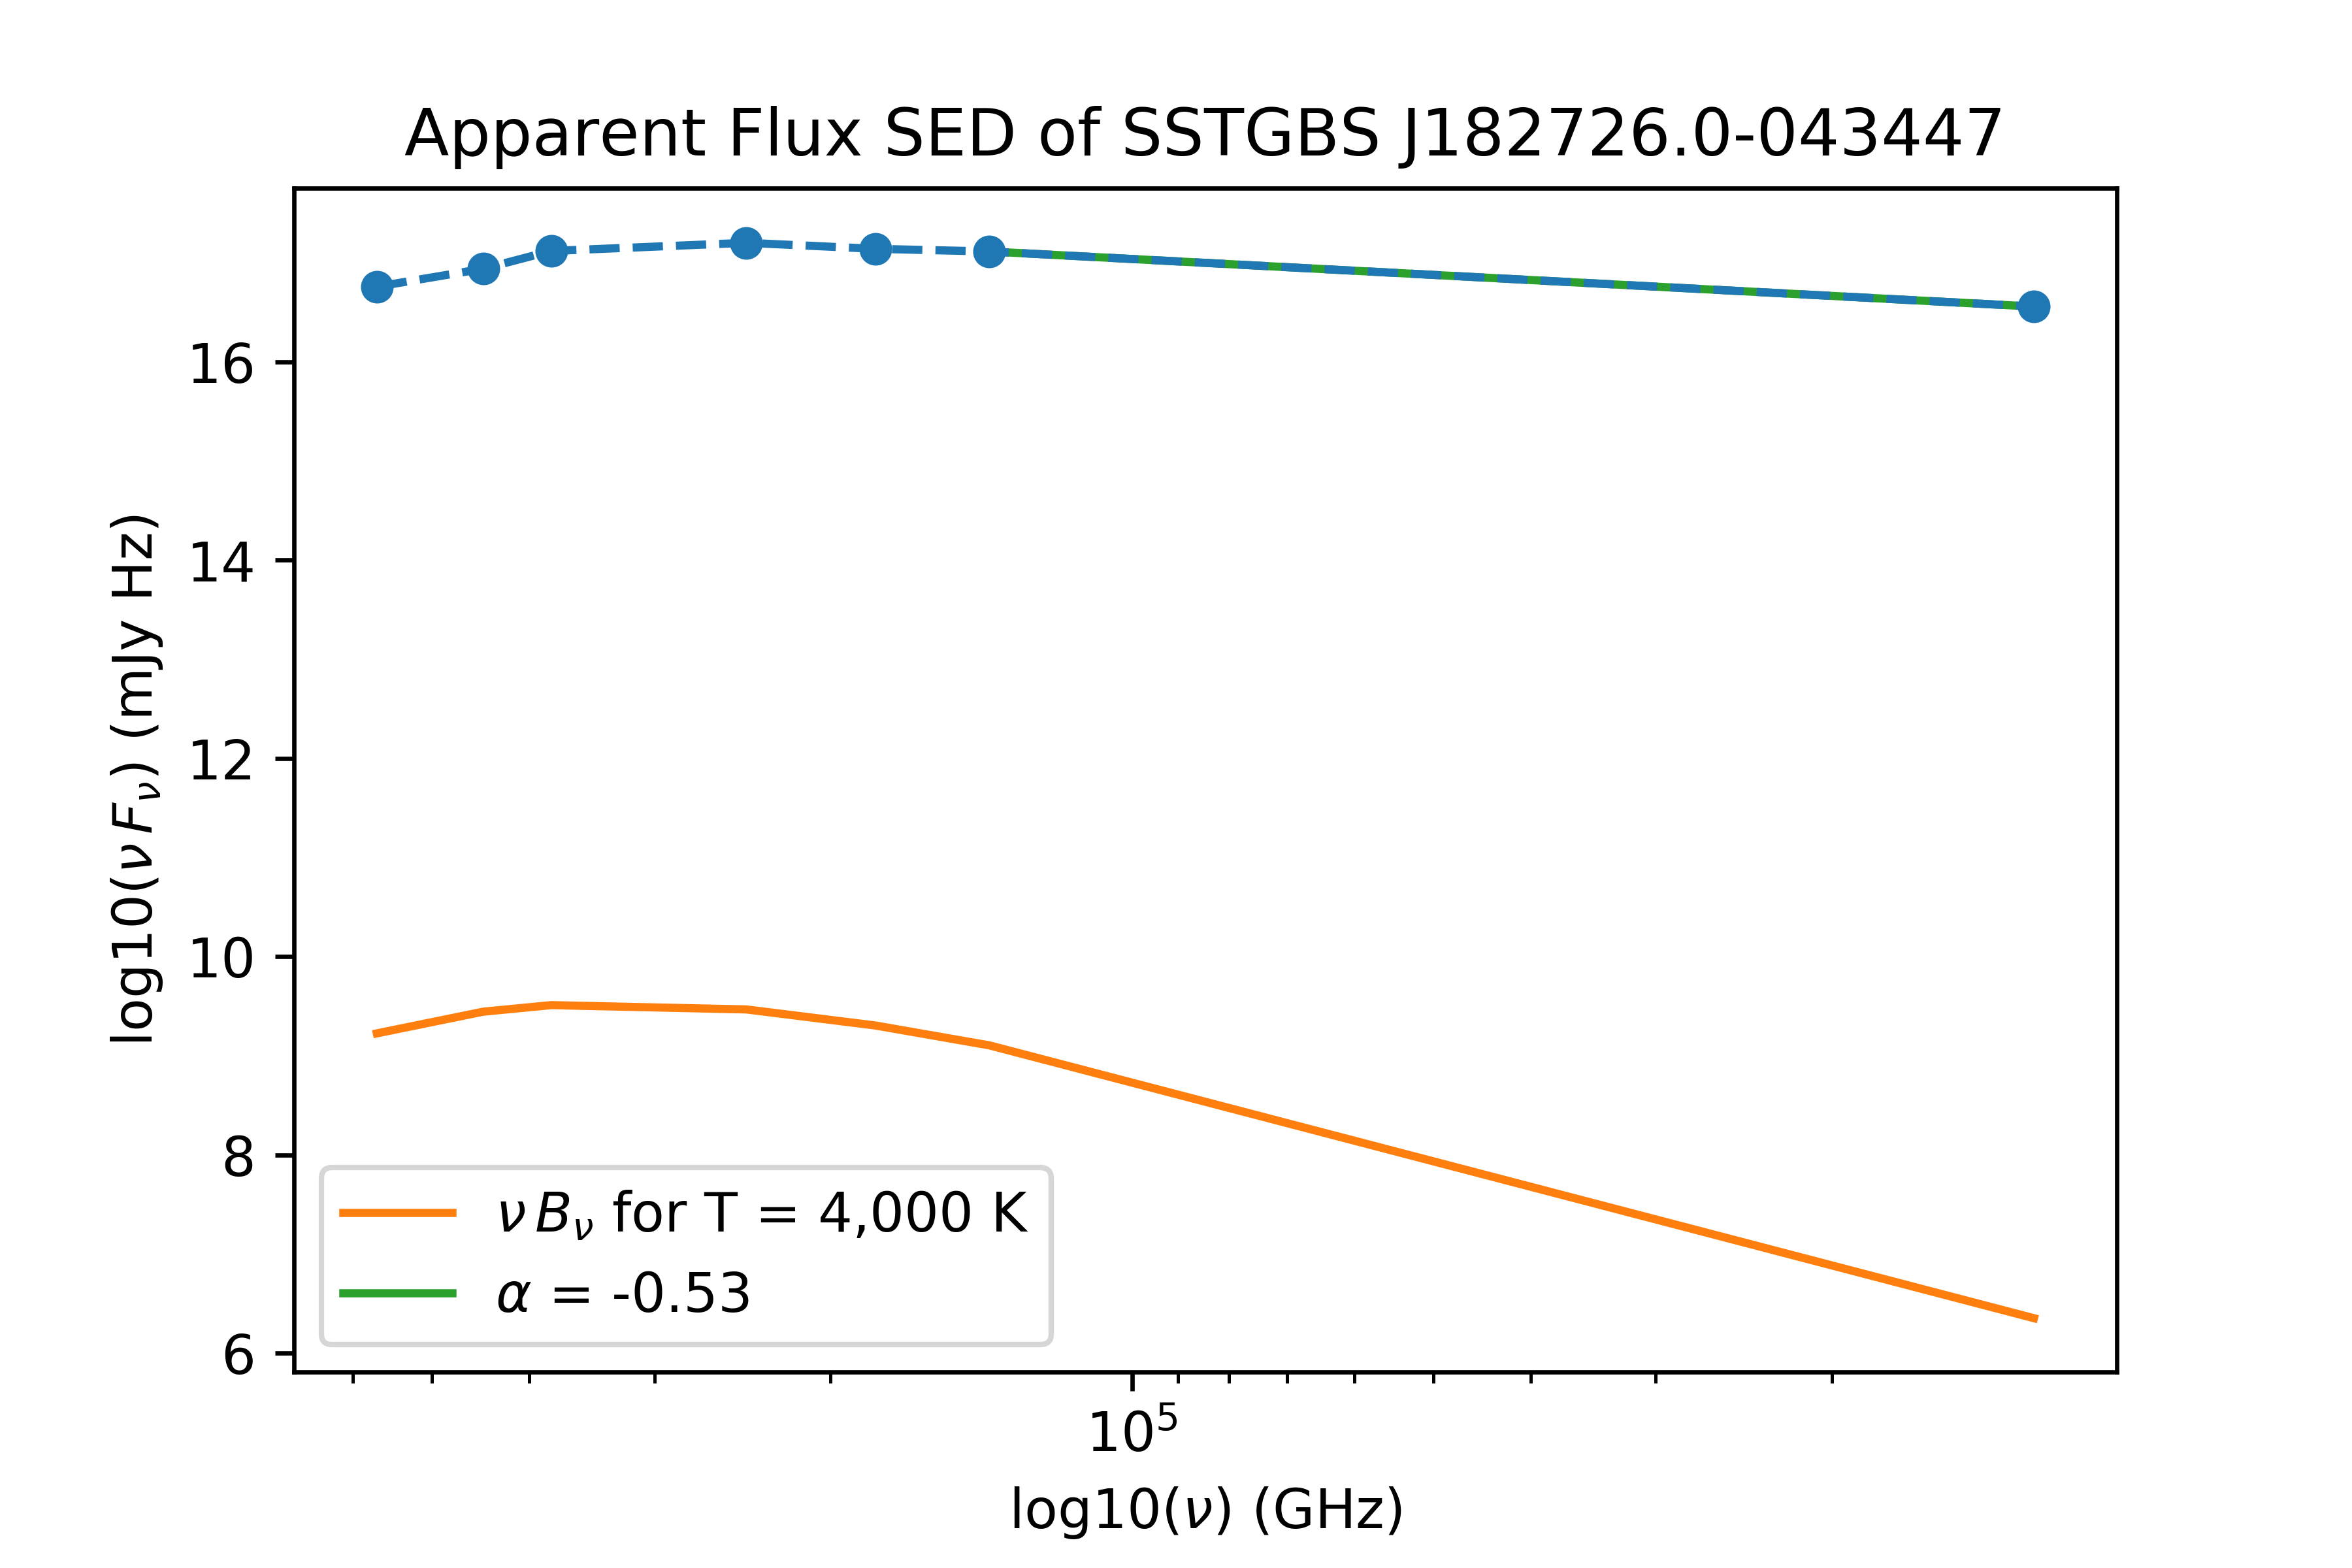 Apparent Flux SED of SSTGBS J182726.0-043447
log10(ν F_ν) (mJy Hz)
16
14
12
10
8
6
ν B_ν for T = 4,000 K
α = -0.53
10^5
log10(ν) (GHz)